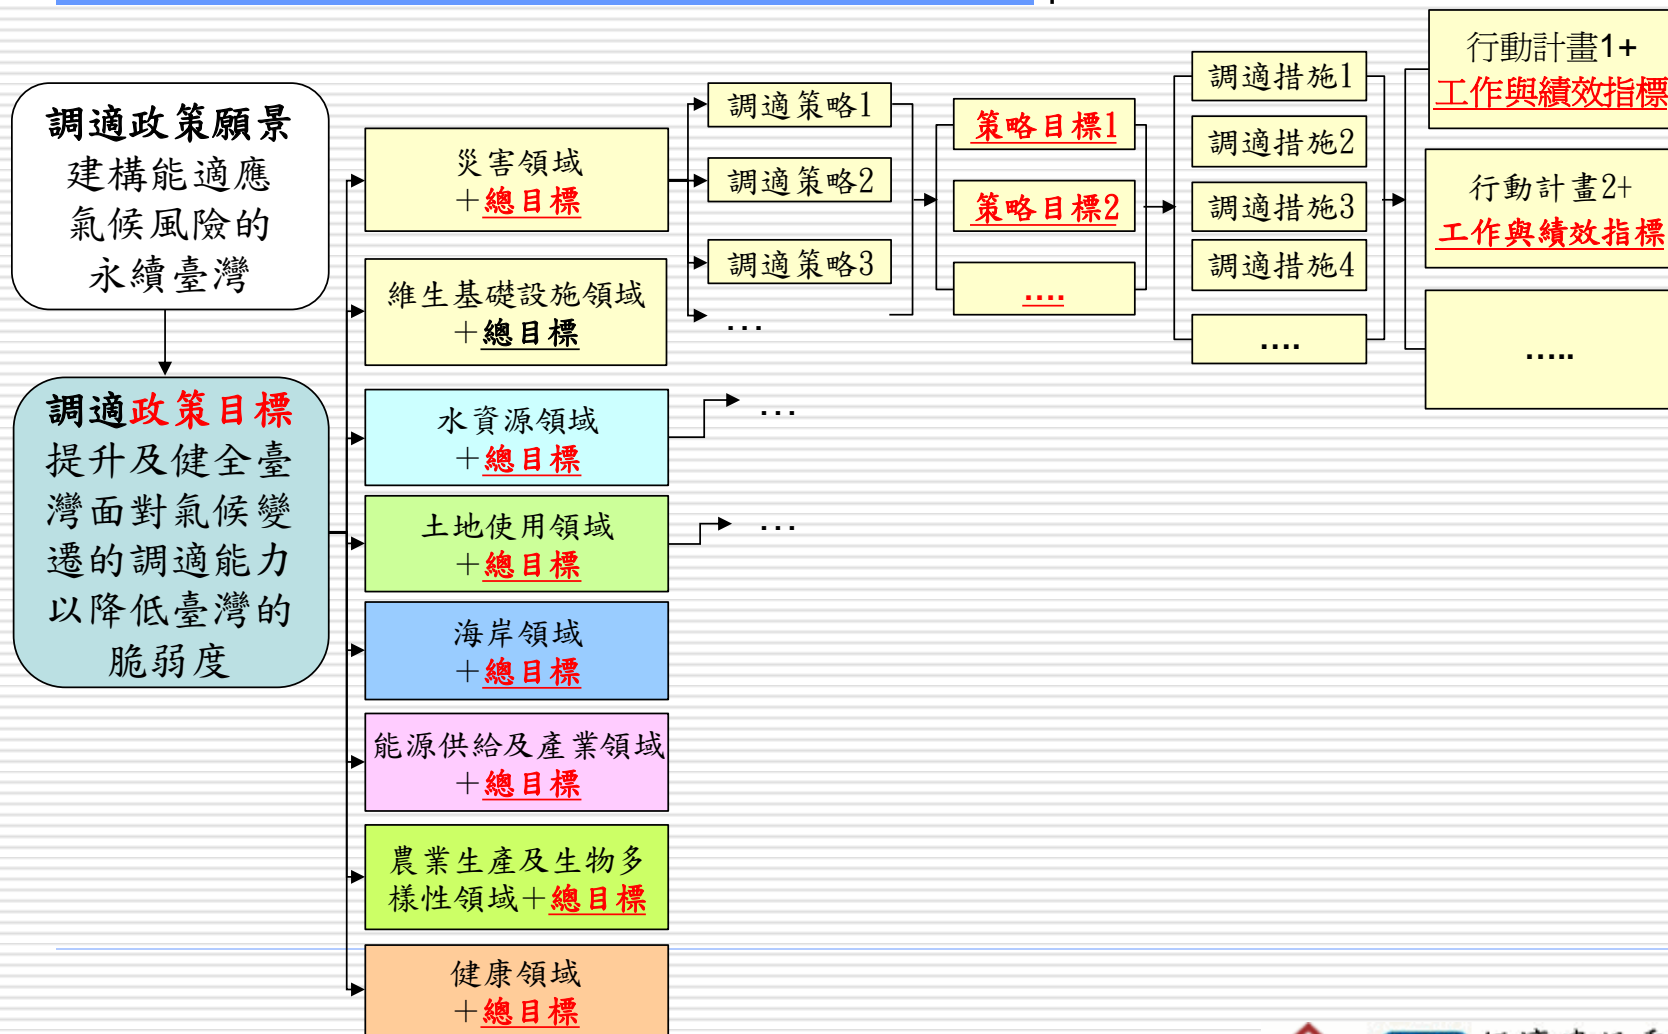 調適政策願景
建構能適應
氣候風險的
永續臺灣
調適政策目標
提升及健全臺
灣面對氣候變
遷的調適能力
以降低臺灣的
脆弱度
災害領域
＋總目標
維生基礎設施領域
＋總目標
水資源領域
＋總目標
土地使用領域
＋總目標
海岸領域
＋總目標
能源供給及產業領域
＋總目標
農業生產及生物多
樣性領域＋總目標
健康領域
＋總目標
調適策略1
調適策略2
調適策略3
...
...
...
策略目標1
策略目標2
....
調適措施1
調適措施2
調適措施3
調適措施4
....
行動計畫1+
工作與績效指標
行動計畫2+
工作與績效指標
.....